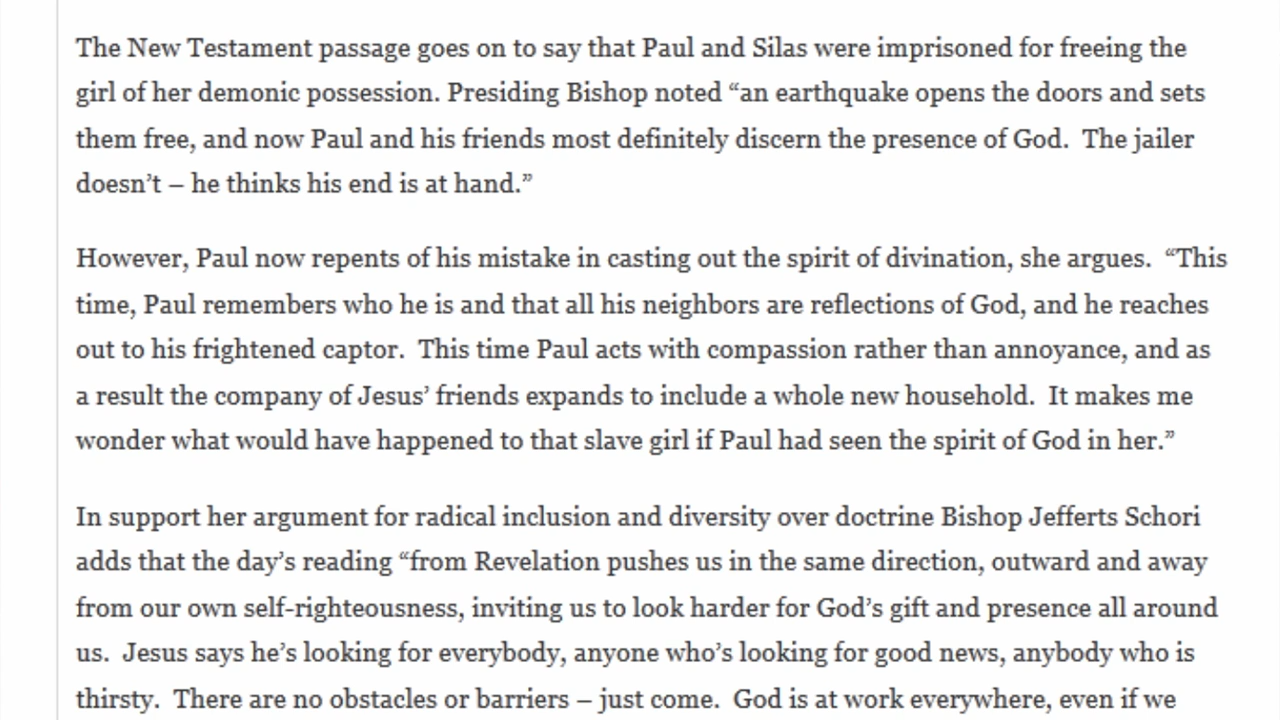 The New Testament passage goes on to say that Paul and Silas were imprisoned for freeing the
girl of her demonic possession. Presiding Bishop noted “an earthquake opens the doors and sets
them free, and now Paul and his friends most definitely discern the presence of God.  The jailer
doesn’t – he thinks his end is at hand.”
However, Paul now repents of his mistake in casting out the spirit of divination, she argues.  “This
time, Paul remembers who he is and that all his neighbors are reflections of God, and he reaches
out to his frightened captor.  This time Paul acts with compassion rather than annoyance, and as
a result the company of Jesus’ friends expands to include a whole new household.  It makes me
wonder what would have happened to that slave girl if Paul had seen the spirit of God in her.”
In support her argument for radical inclusion and diversity over doctrine Bishop Jefferts Schori
adds that the day’s reading “from Revelation pushes us in the same direction, outward and away
from our own self-righteousness, inviting us to look harder for God’s gift and presence all around
us.  Jesus says he’s looking for everybody, anyone who’s looking for good news, anybody who is
thirsty.  There are no obstacles or barriers – just come.  God is at work everywhere, even if we